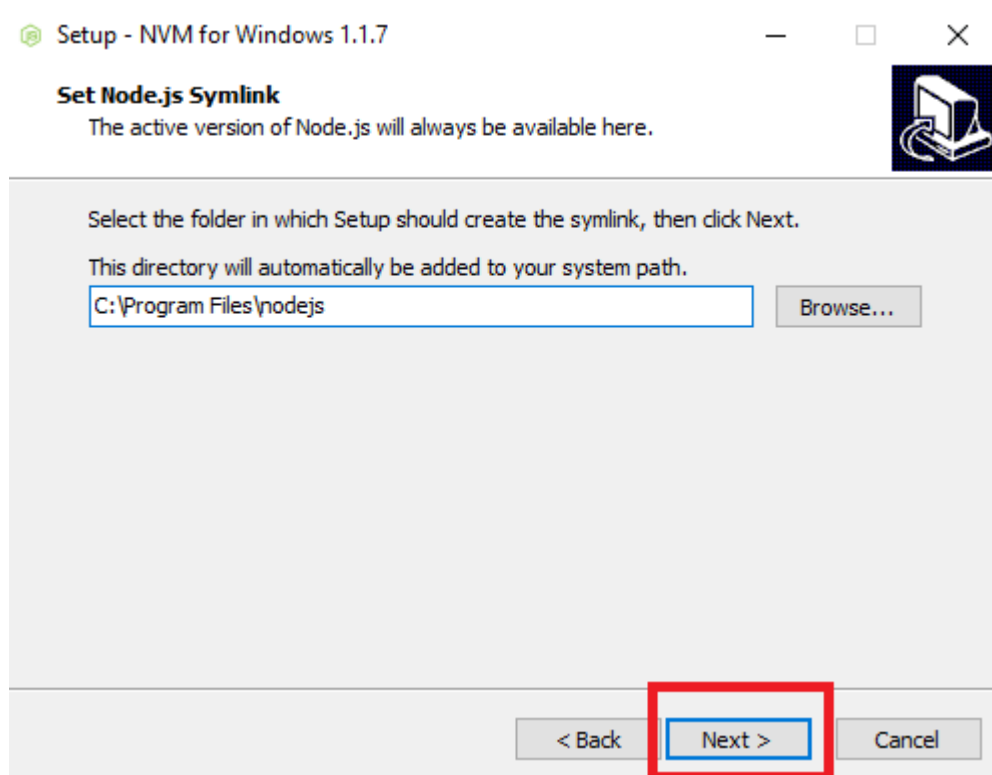 Setup - NVM for Windows 1.1.7
Set Node.js Symlink
The active version of Node.js will always be available here.
Select the folder in which Setup should create the symlink, then click Next.
This directory will automatically be added to your system path.
C:\Program Files\nodejs
Browse...
< Back
Next >
Cancel